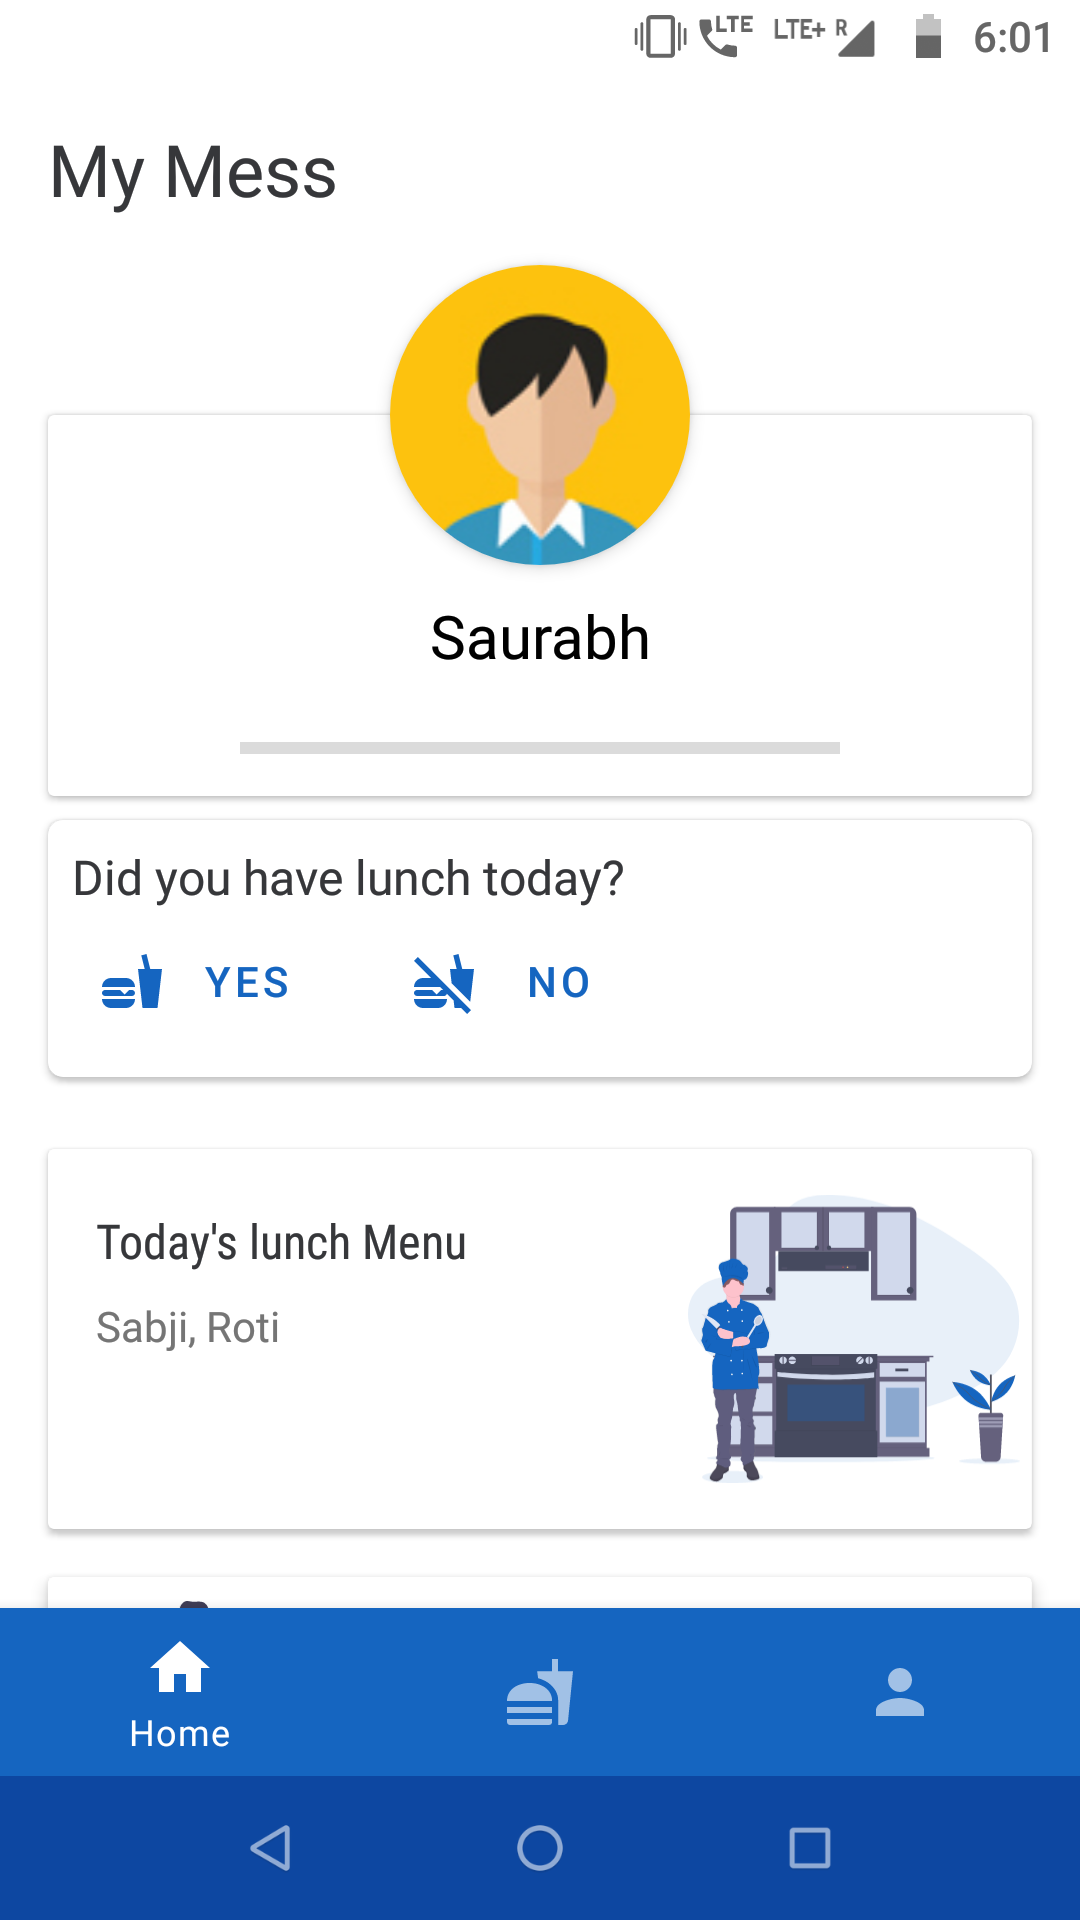 LTE LTE+ R 6:01
My Mess
Saurabh
Did you have lunch today?
YES NO
Today's lunch Menu
Sabji, Roti
Home